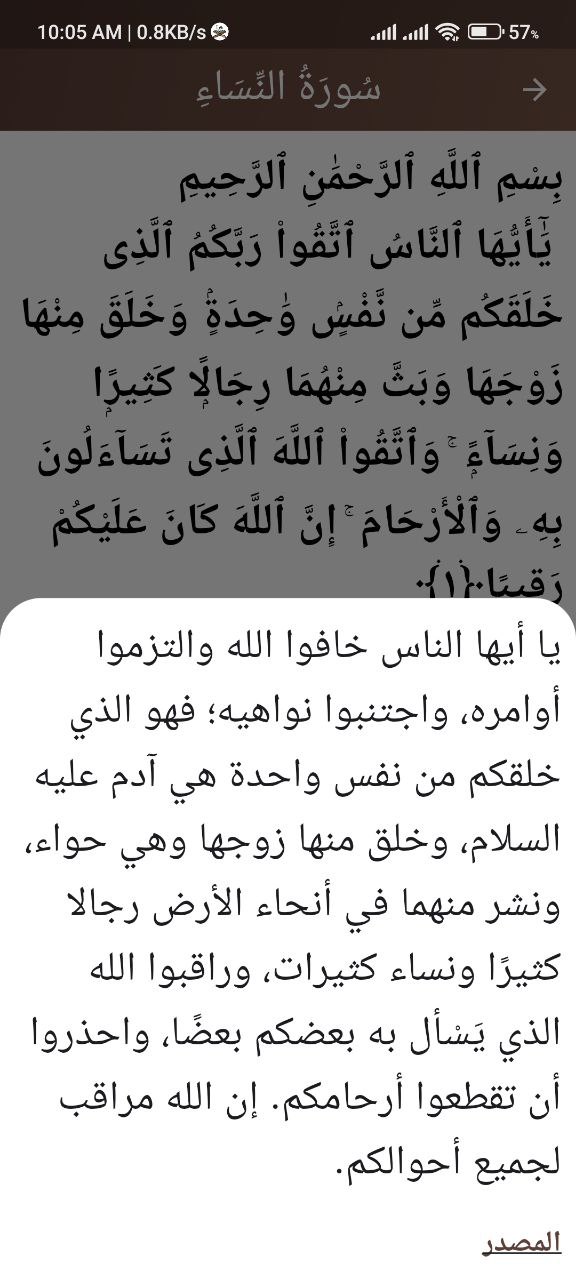 10:05 AM | 0.8KB/s
57%
سُورَةُ النِّسَاءِ
بِسْمِ ٱللَّهِ ٱلرَّحْمَٰنِ ٱلرَّحِيمِ
يَٰٓأَيُّهَا ٱلنَّاسُ ٱتَّقُوا۟ رَبَّكُمُ ٱلَّذِى
خَلَقَكُم مِّن نَّفْسٍۢ وَٰحِدَةٍۢ وَخَلَقَ مِنْهَا
زَوْجَهَا وَبَثَّ مِنْهُمَا رِجَالًۭا كَثِيرًۭا
وَنِسَآءًۭ ۚ وَٱتَّقُوا۟ ٱللَّهَ ٱلَّذِى تَسَآءَلُونَ
بِهِۦ وَٱلْأَرْحَامَ ۚ إِنَّ ٱللَّهَ كَانَ عَلَيْكُمْ
رَقِيبًۭا ·{١}·
يا أيها الناس خافوا الله والتزموا
أوامره، واجتنبوا نواهيه؛ فهو الذي
خلقكم من نفس واحدة هي آدم عليه
السلام، وخلق منها زوجها وهي حواء،
ونشر منهما في أنحاء الأرض رجالا
كثيرًا ونساء كثيرات، وراقبوا الله
الذي يَسْأل به بعضكم بعضًا، واحذروا
أن تقطعوا أرحامكم. إن الله مراقب
لجميع أحوالكم.
المصدر